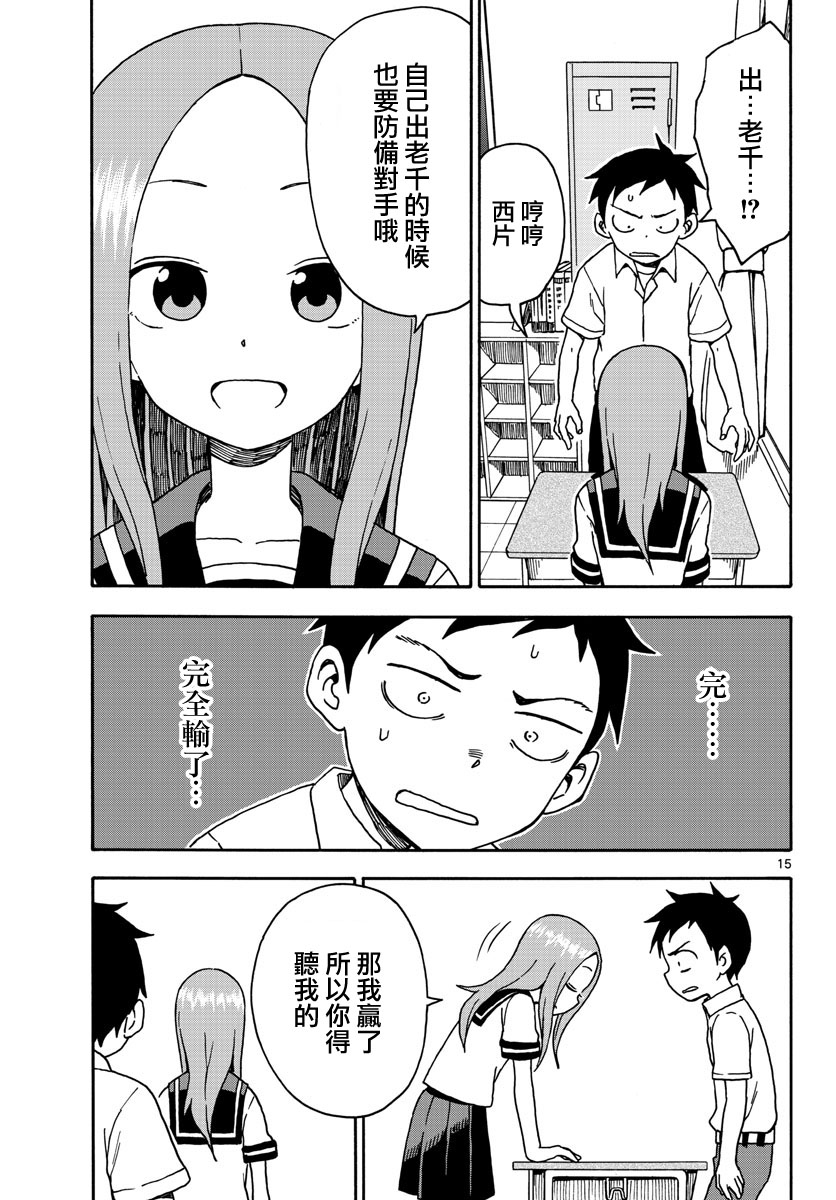 出…老千…!?
哼哼
西片
自己出老千的時候
也要防備對手哦
完……
完全輸了…
15
那我贏了
所以你得
聽我的